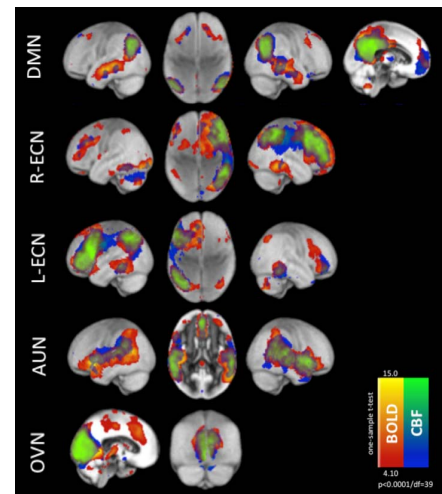 DMN
R-ECN
L-ECN
AUN
OVN
one-sample t-test
15.0
BOLD
CBF
4.10
p<0.0001/df=39